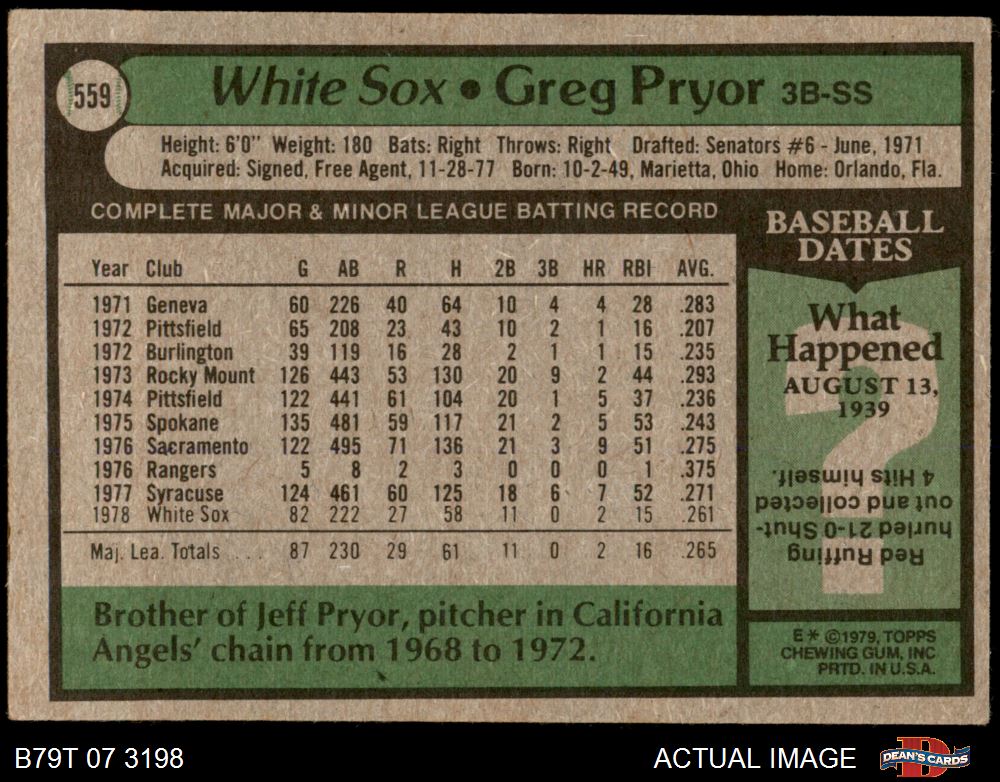 559
White Sox • Greg Pryor 3B-SS
Height: 6'0" Weight: 180 Bats: Right Throws: Right Drafted: Senators #6 - June, 1971
Acquired: Signed, Free Agent, 11-28-77 Born: 10-2-49, Marietta, Ohio Home: Orlando, Fla.
COMPLETE MAJOR & MINOR LEAGUE BATTING RECORD
Year Club G AB R H 2B 3B HR RBI AVG.
1971 Geneva 60 226 40 64 10 4 4 28 .283
1972 Pittsfield 65 208 23 43 10 2 1 16 .207
1972 Burlington 39 119 16 28 2 1 1 15 .235
1973 Rocky Mount 126 443 53 130 20 9 2 44 .293
1974 Pittsfield 122 441 61 104 20 1 5 37 .236
1975 Spokane 135 481 59 117 21 2 5 53 .243
1976 Sacramento 122 495 71 136 21 3 9 51 .275
1976 Rangers 5 8 2 3 0 0 0 1 .375
1977 Syracuse 124 461 60 125 18 6 7 52 .271
1978 White Sox 82 222 27 58 11 0 2 15 .261
Maj. Lea. Totals . . . 87 230 29 61 11 0 2 16 .265
Brother of Jeff Pryor, pitcher in California
Angels' chain from 1968 to 1972.
BASEBALL
DATES
What
Happened
AUGUST 13,
1939
Red Ruffing
hurled 21-0 Shut-
out and collected
4 Hits himself.
E* ©1979, TOPPS
CHEWING GUM, INC
PRTD. IN U.S.A.
B79T 07 3198
ACTUAL IMAGE
DEAN'S CARDS